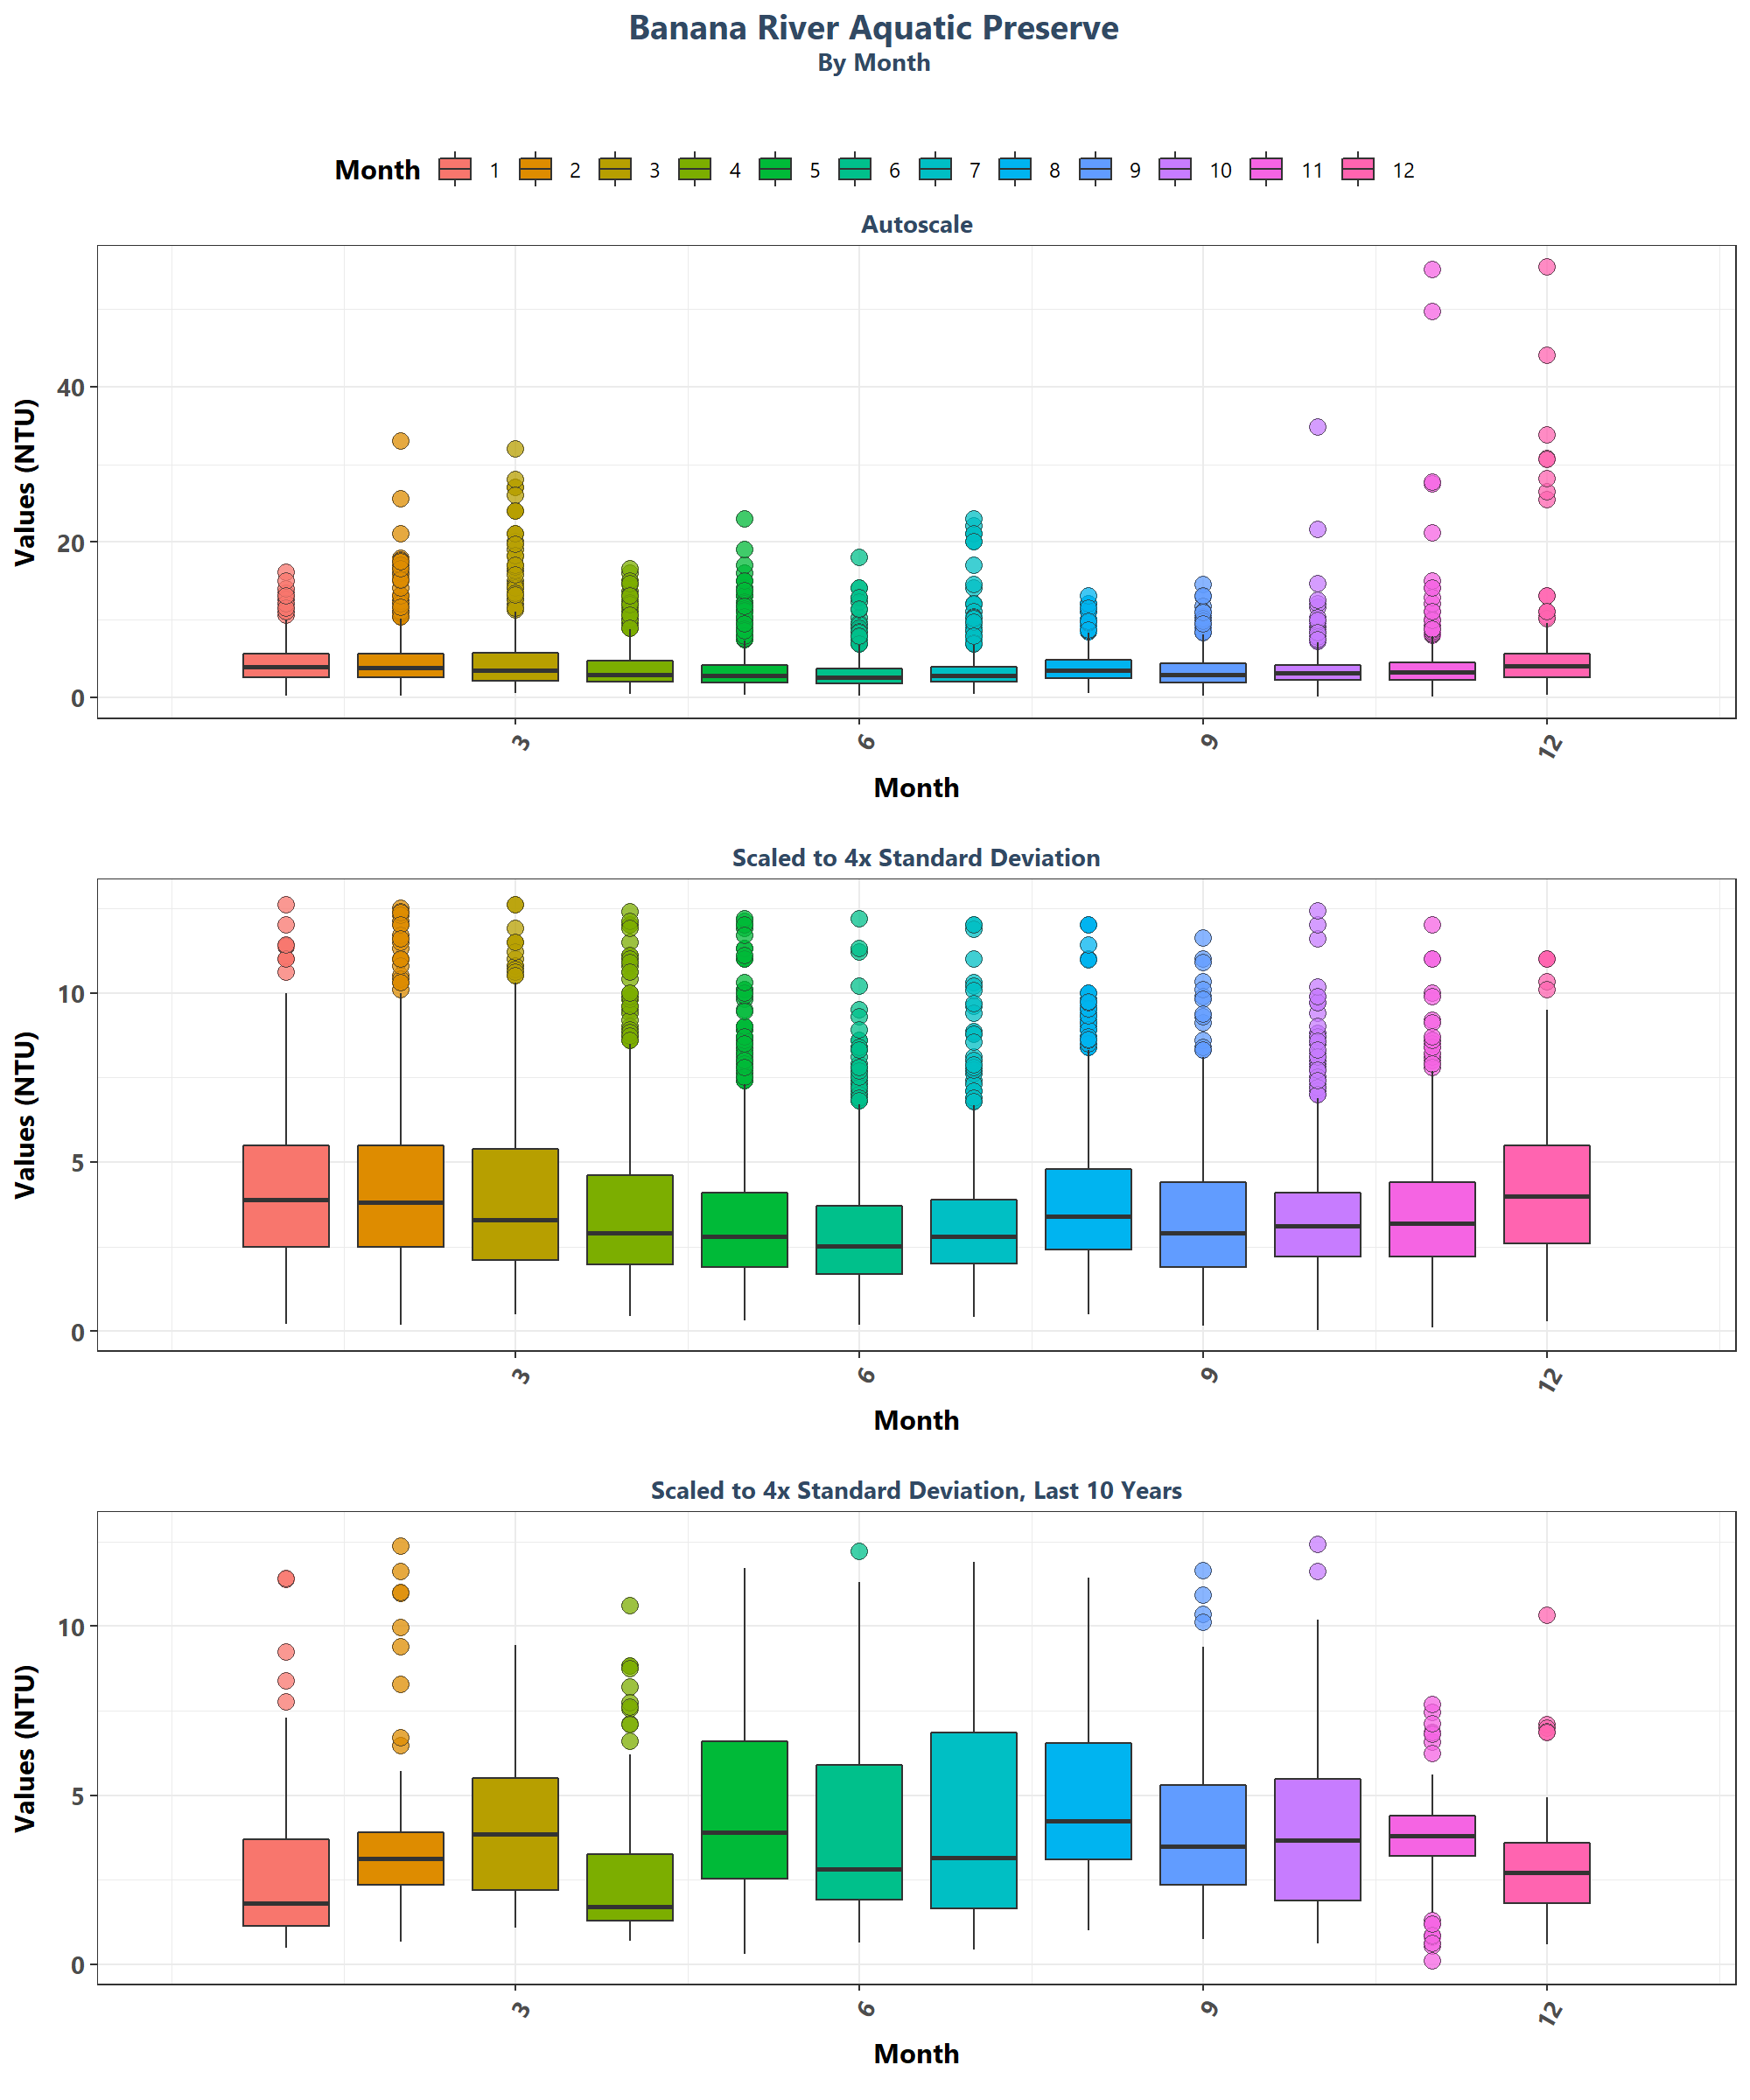 Banana River Aquatic Preserve
By Month
Month 1 2 3 4 5 6 7 8 9 10 11 12
Autoscale
Values (NTU)
40
20
0
3 6 9 12
Month
Scaled to 4x Standard Deviation
Values (NTU)
10
5
0
3 6 9 12
Month
Scaled to 4x Standard Deviation, Last 10 Years
Values (NTU)
10
5
0
3 6 9 12
Month